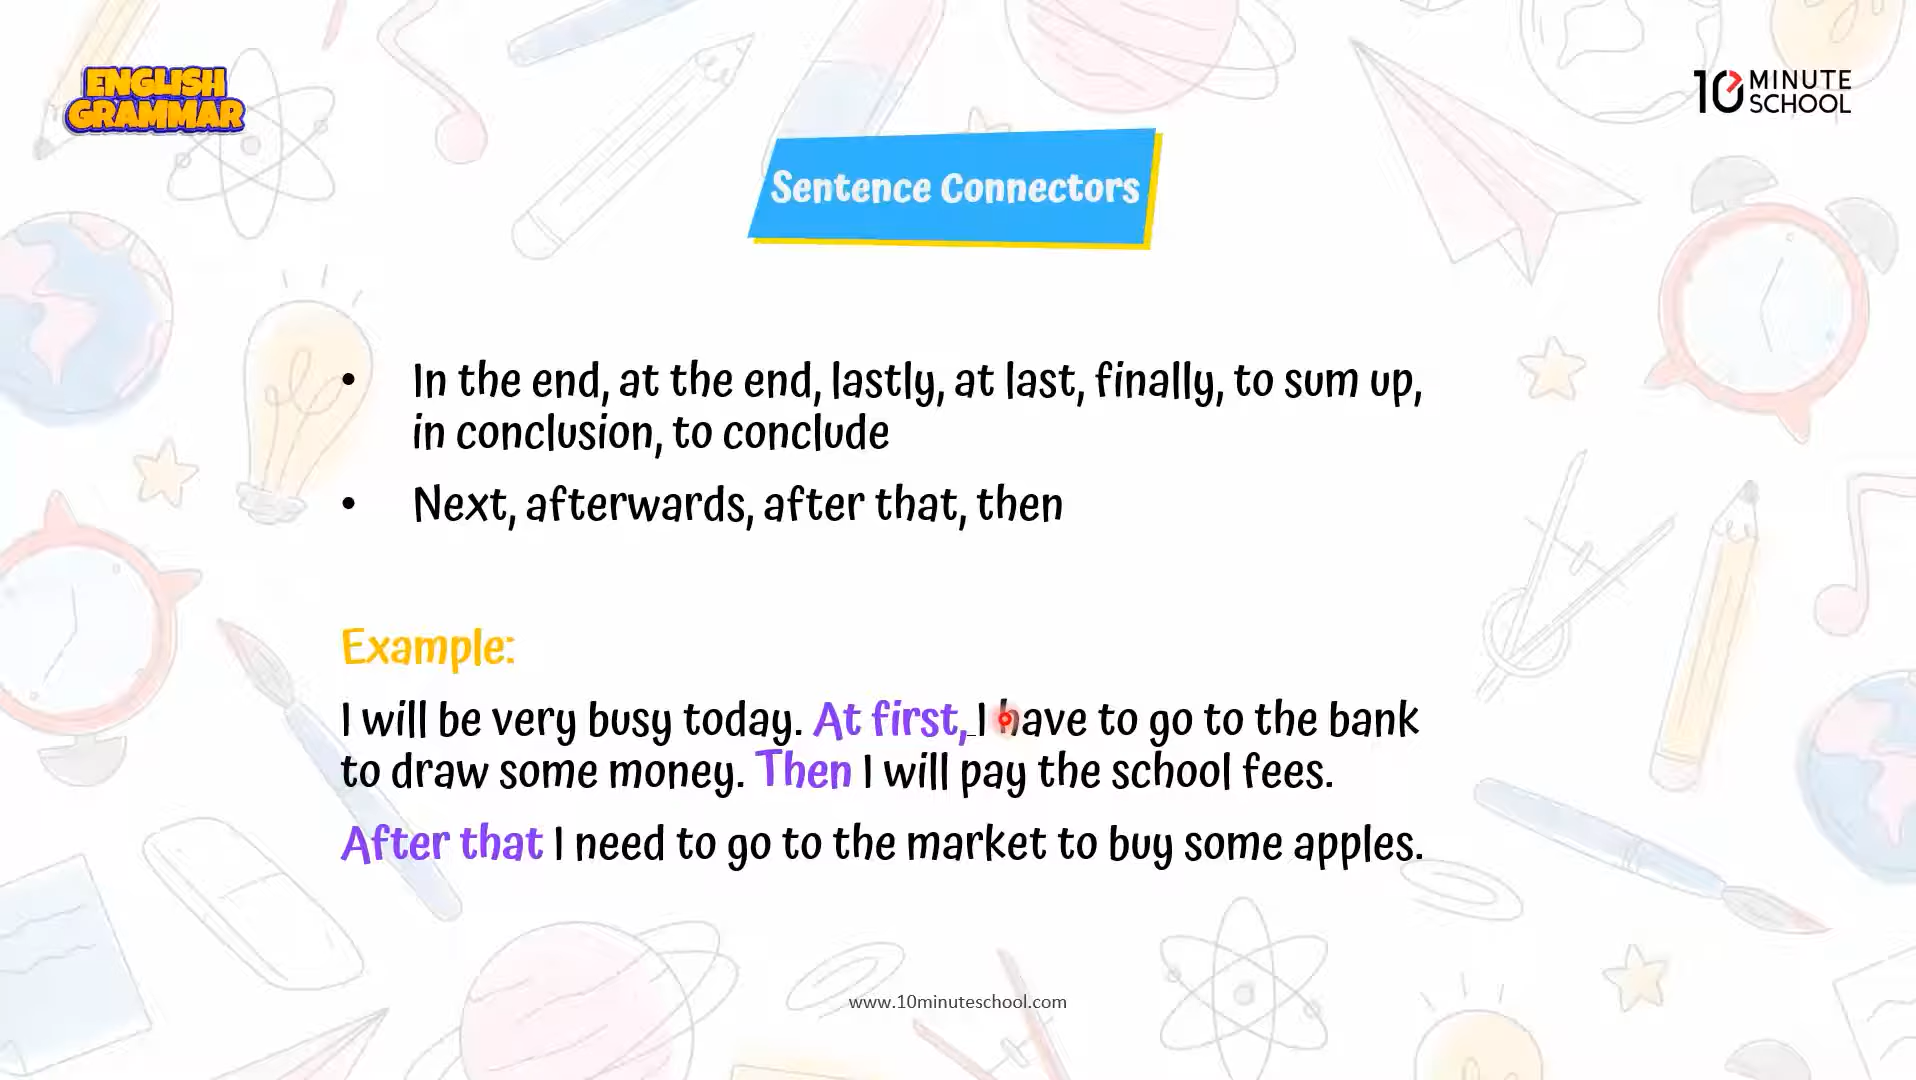 ENGLISH
GRAMMAR
10 MINUTE
SCHOOL
Sentence Connectors
• In the end, at the end, lastly, at last, finally, to sum up,
in conclusion, to conclude
• Next, afterwards, after that, then
Example:
I will be very busy today. At first, I have to go to the bank
to draw some money. Then I will pay the school fees.
After that I need to go to the market to buy some apples.
www.10minuteschool.com